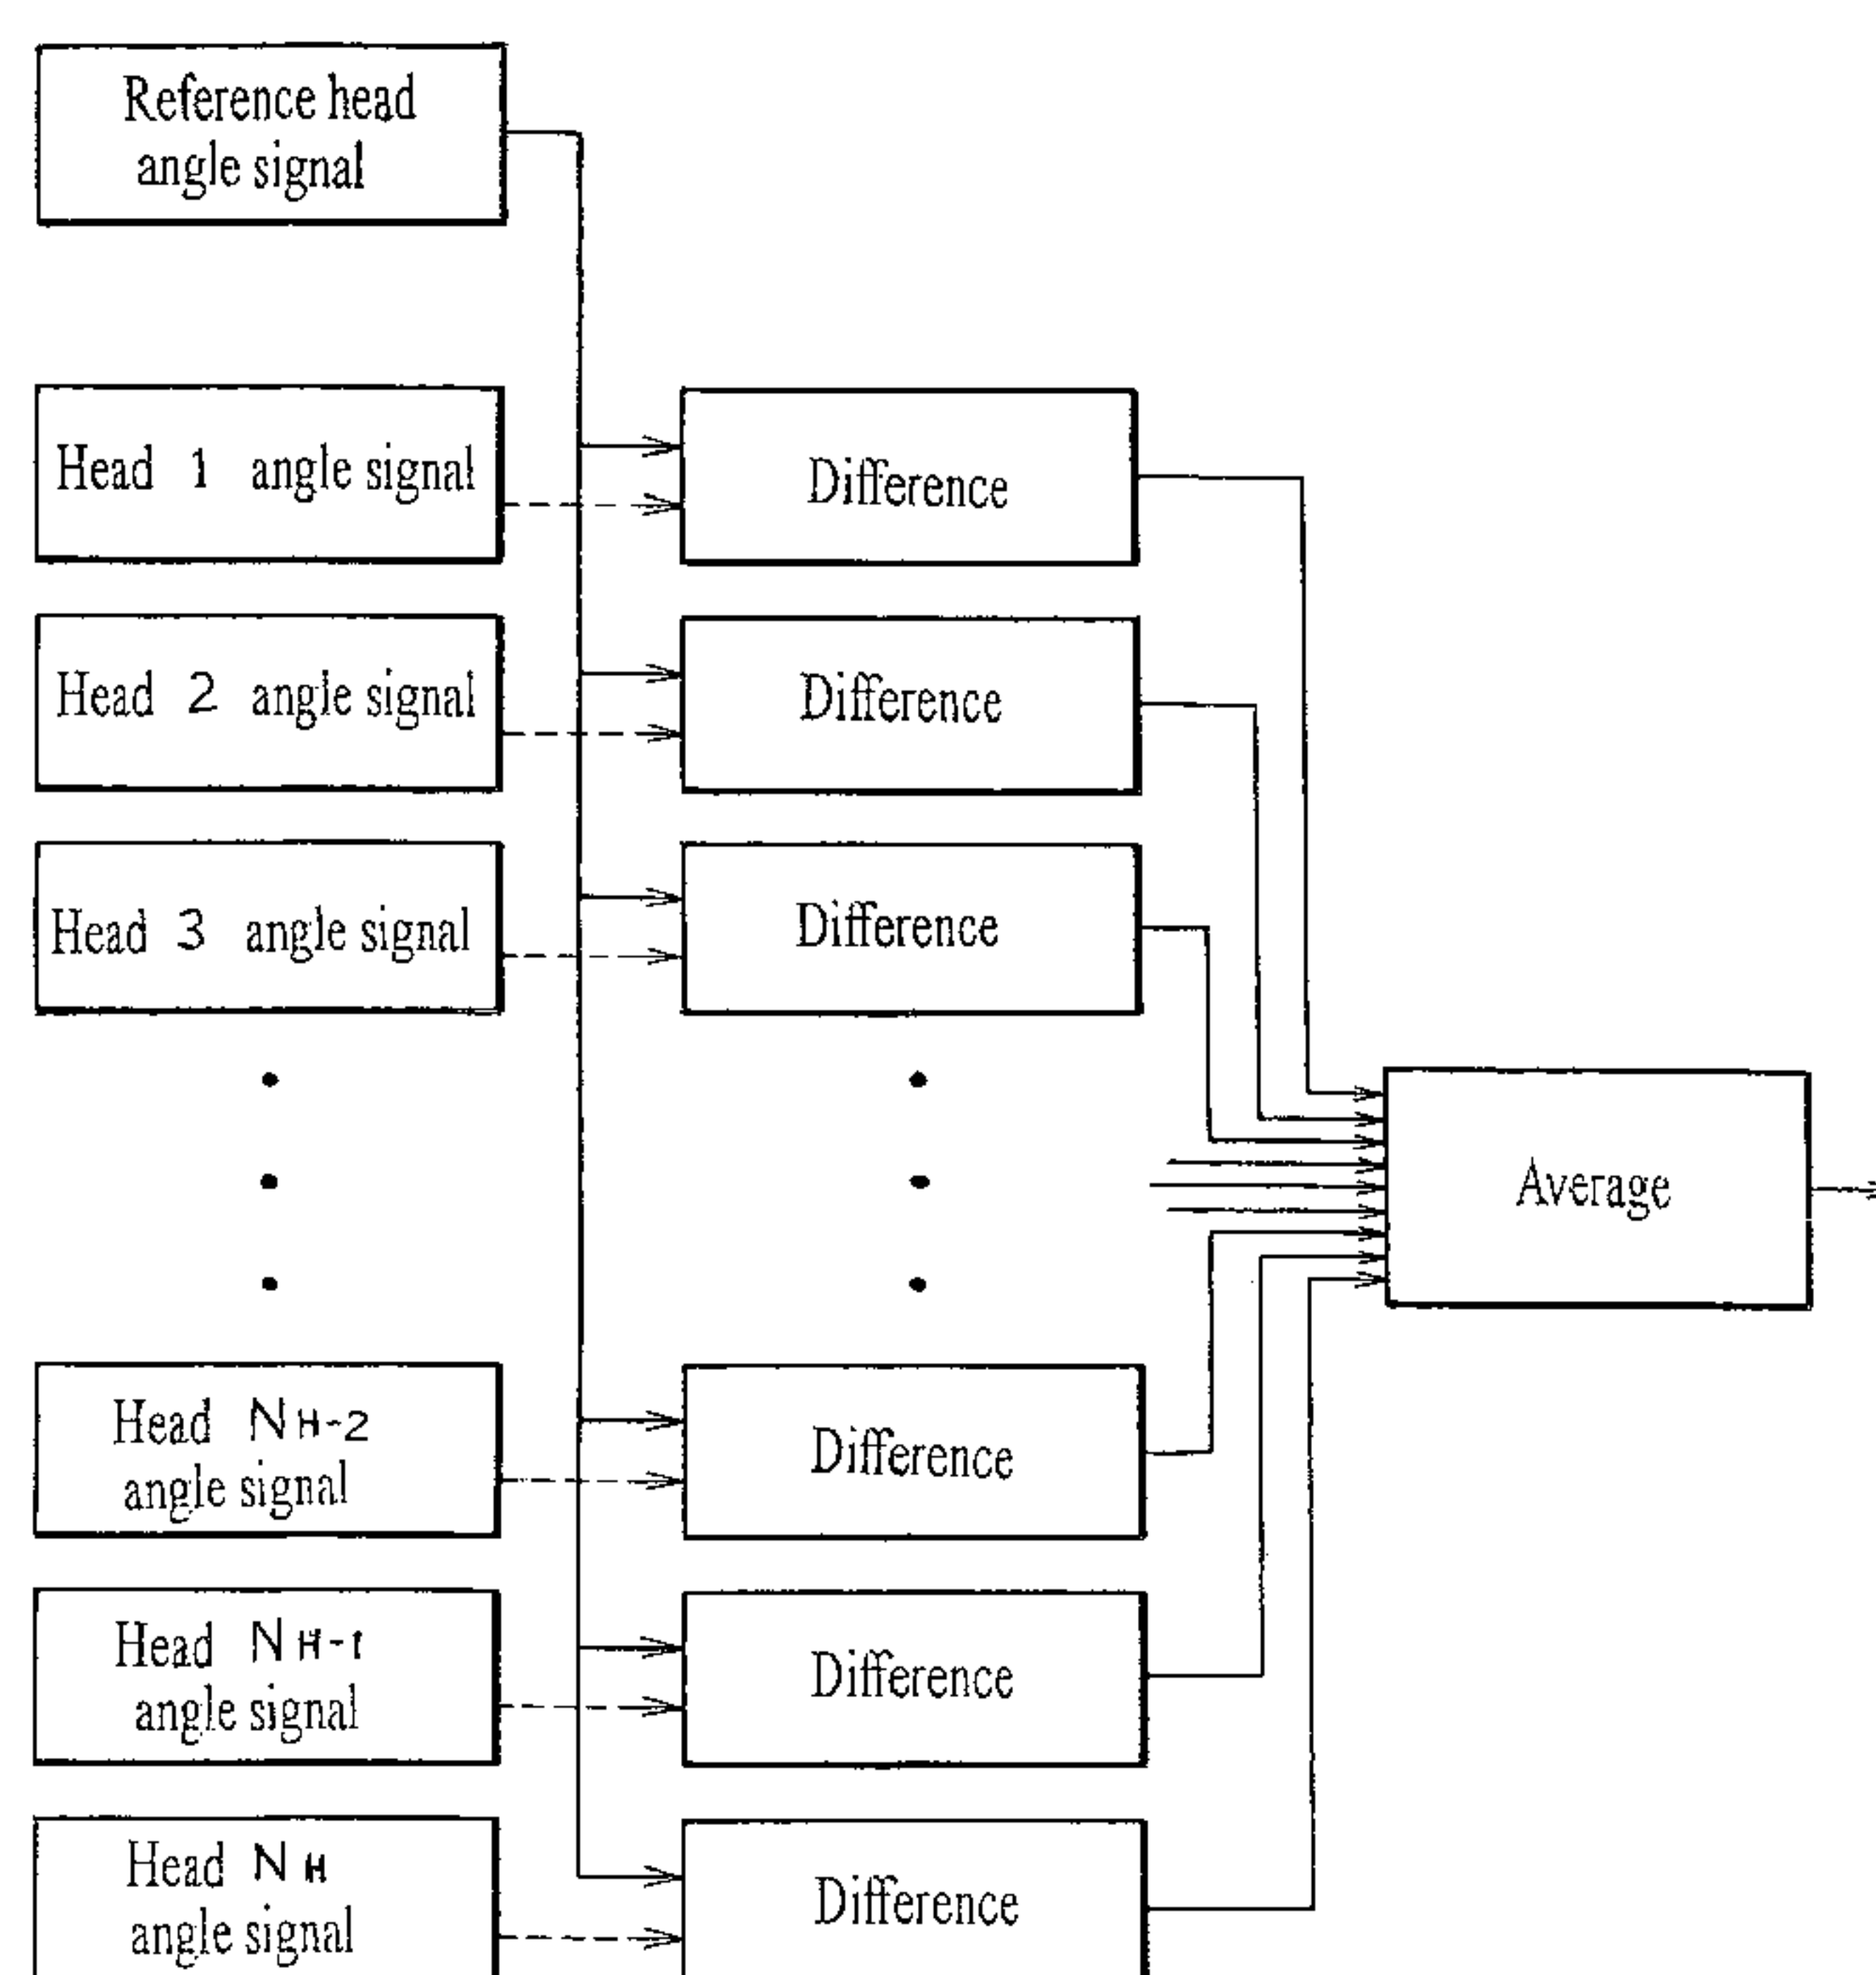 Reference head
angle signal
Head 1 angle signal
Difference
Head 2 angle signal
Difference
Head 3 angle signal
Difference
Average
Head NH-2
angle signal
Difference
Head NH-1
angle signal
Difference
Head NH
angle signal
Difference